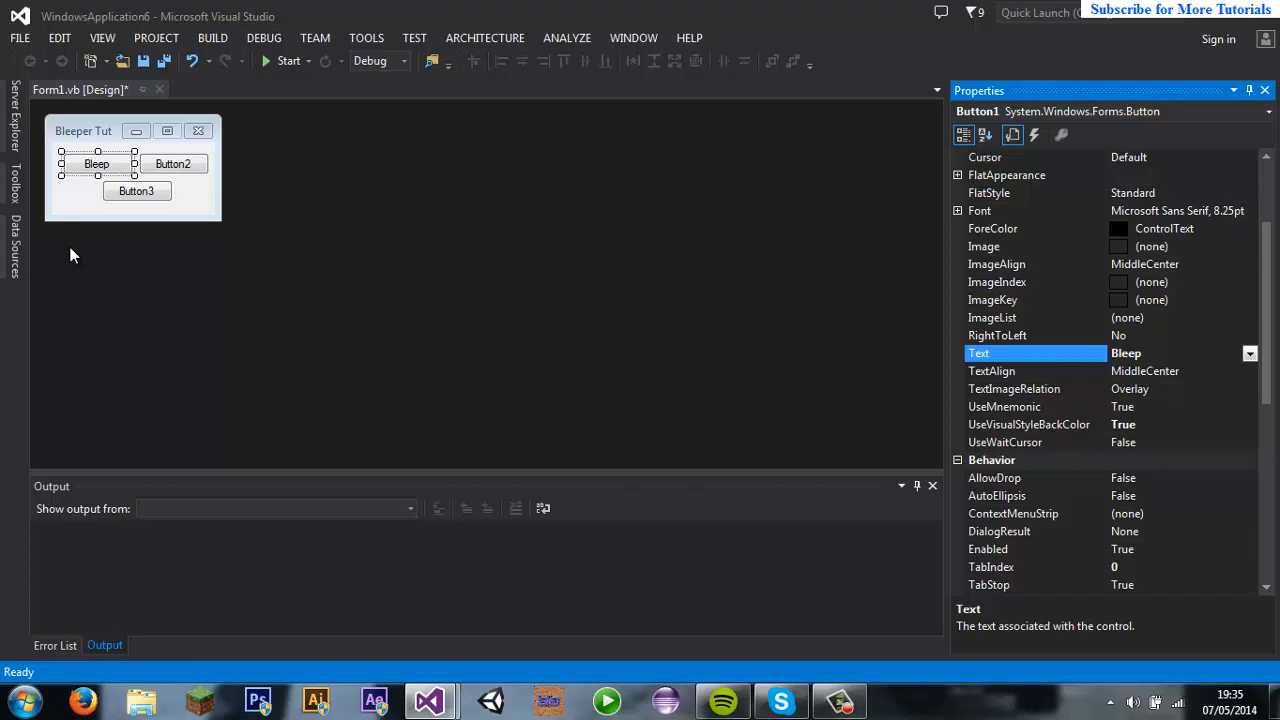 WindowsApplication6 - Microsoft Visual Studio
9
Quick Launch (C
Subscribe for More Tutorials
FILE EDIT VIEW PROJECT BUILD DEBUG TEAM TOOLS TEST ARCHITECTURE ANALYZE WINDOW HELP
Sign in
Start Debug
Server Explorer
Toolbox
Data Sources
Form1.vb [Design]*
Bleeper Tut
Bleep Button2
Button3
Properties
Button1 System.Windows.Forms.Button
Cursor Default
FlatAppearance
FlatStyle Standard
Font Microsoft Sans Serif, 8.25pt
ForeColor ControlText
Image (none)
ImageAlign MiddleCenter
ImageIndex (none)
ImageKey (none)
ImageList (none)
RightToLeft No
Text Bleep
TextAlign MiddleCenter
TextImageRelation Overlay
UseMnemonic True
UseVisualStyleBackColor True
UseWaitCursor False
Behavior
AllowDrop False
AutoEllipsis False
ContextMenuStrip (none)
DialogResult None
Enabled True
TabIndex 0
TabStop True
Text
The text associated with the control.
Output
Show output from:
Error List Output
Ready
Ps Ai Ae
19:35
07/05/2014